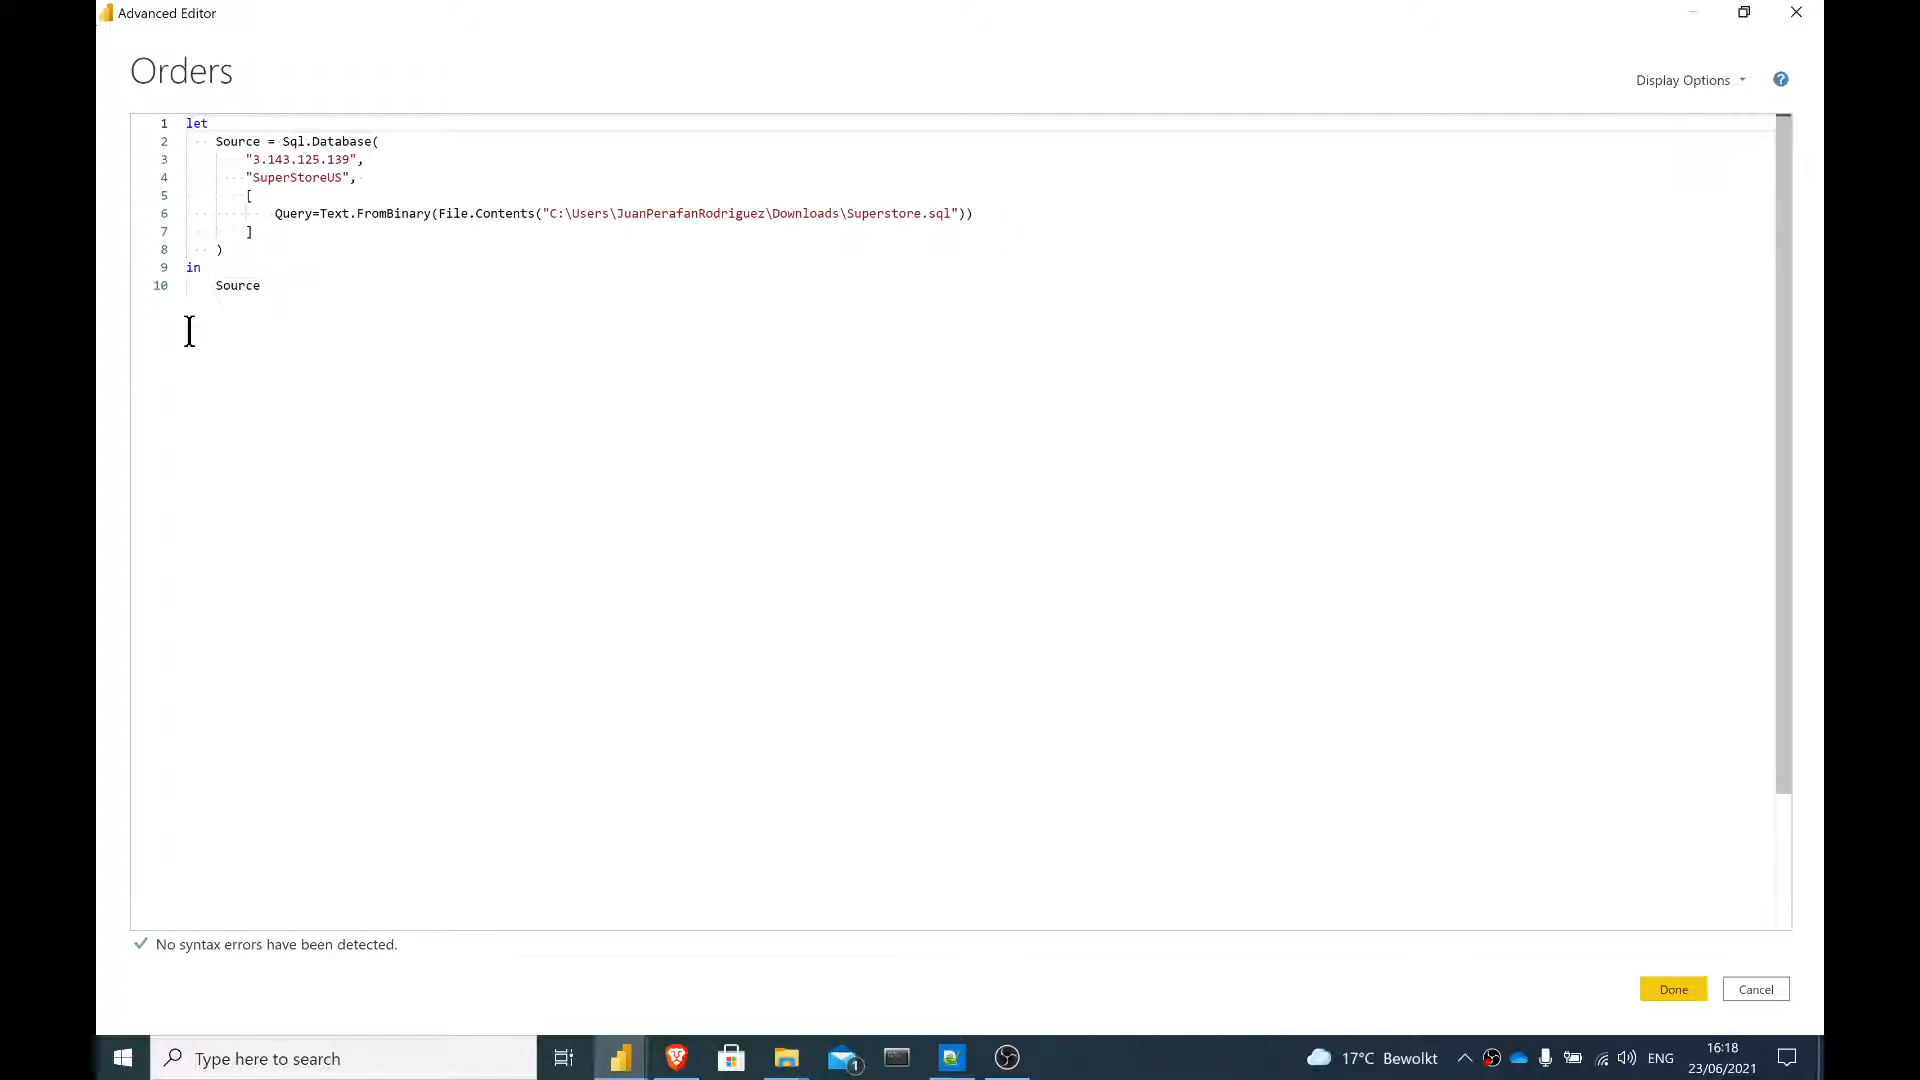 Advanced Editor
Orders
Display Options
1 let
2 Source = Sql.Database(
3 "3.143.125.139",
4 "SuperStoreUS",
5 [
6 Query=Text.FromBinary(File.Contents("C:\Users\JuanPerafanRodriguez\Downloads\Superstore.sql"))
7 ]
8 )
9 in
10 Source
No syntax errors have been detected.
Done
Cancel
Type here to search
1
17°C Bewolkt
ENG
16:18
23/06/2021